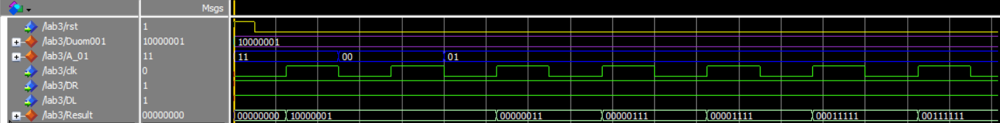 Msgs
/lab3/rst 1
/lab3/Duom001 10000001 10000001
/lab3/A_01 11 11 00 01
/lab3/clk 0
/lab3/DR 1
/lab3/DL 1
/lab3/Result 00000000 00000000 10000001 00000011 00000111 00001111 00011111 00111111